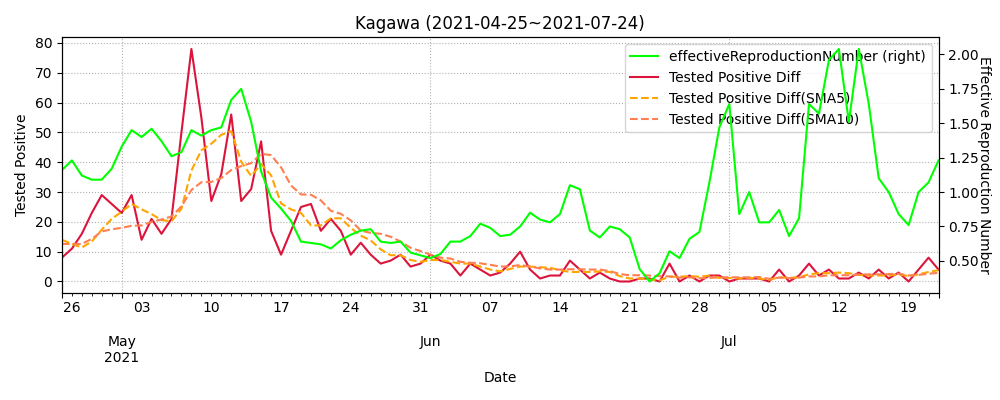 Kagawa (2021-04-25~2021-07-24)
80
70
60
50
40
30
20
10
0
Tested Positive
effectiveReproductionNumber (right)
Tested Positive Diff
Tested Positive Diff(SMA5)
Tested Positive Diff(SMA10)
2.00
1.75
1.50
1.25
1.00
0.75
0.50
Effective Reproduction Number
26 03 10 17 24 31 07 14 21 28 05 12 19
May Jun Jul
2021
Date